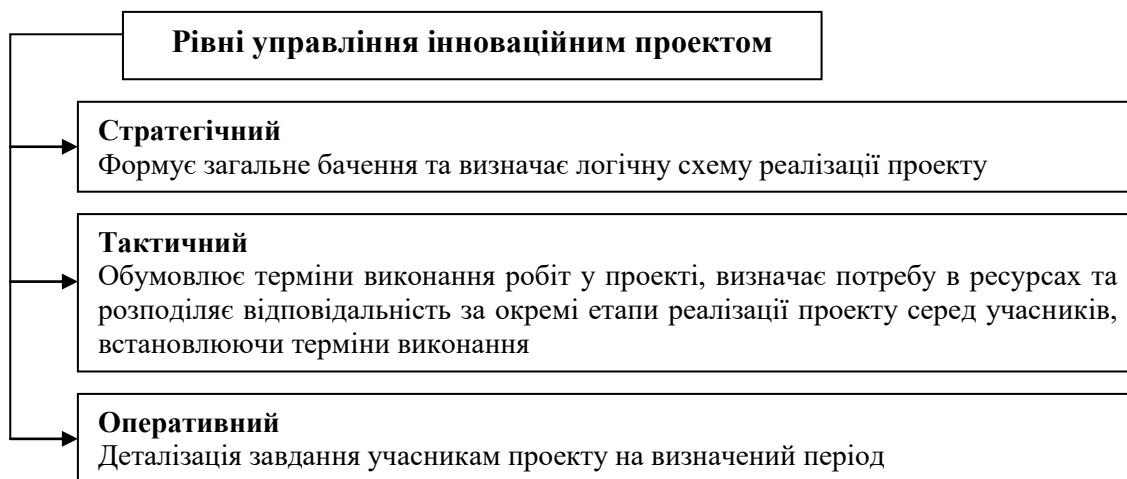 Рівні управління інноваційним проектом
Стратегічний
Формує загальне бачення та визначає логічну схему реалізації проекту
Тактичний
Обумовлює терміни виконання робіт у проекті, визначає потребу в ресурсах та
розподіляє відповідальність за окремі етапи реалізації проекту серед учасників,
встановлюючи терміни виконання
Оперативний
Деталізація завдання учасникам проекту на визначений період